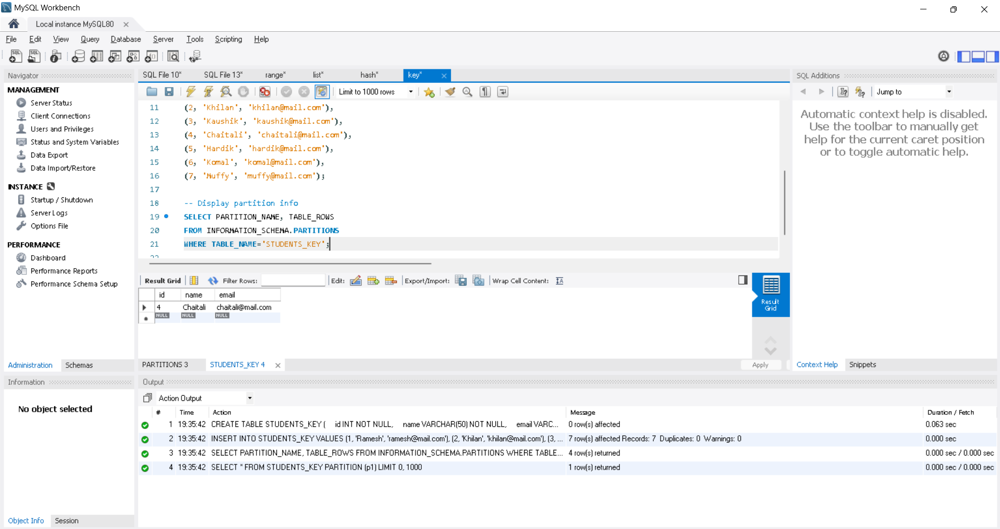 MySQL Workbench
Local instance MySQL80
File Edit View Query Database Server Tools Scripting Help
Navigator
MANAGEMENT
Server Status
Client Connections
Users and Privileges
Status and System Variables
Data Export
Data Import/Restore
INSTANCE
Startup / Shutdown
Server Logs
Options File
PERFORMANCE
Dashboard
Performance Reports
Performance Schema Setup
Administration Schemas
Information
No object selected
Object Info Session
SQL File 10* SQL File 13* range* list* hash* key*
Limit to 1000 rows
11 (2, 'Khilan', 'khilan@mail.com'),
12 (3, 'Kaushik', 'kaushik@mail.com'),
13 (4, 'Chaitali', 'chaitali@mail.com'),
14 (5, 'Hardik', 'hardik@mail.com'),
15 (6, 'Komal', 'komal@mail.com'),
16 (7, 'Muffy', 'muffy@mail.com');
17
18 -- Display partition info
19 SELECT PARTITION_NAME, TABLE_ROWS
20 FROM INFORMATION_SCHEMA.PARTITIONS
21 WHERE TABLE_NAME='STUDENTS_KEY';
22
Result Grid Filter Rows: Edit: Export/Import: Wrap Cell Content:
id name email
4 Chaitali chaitali@mail.com
NULL NULL NULL
Result
Grid
PARTITIONS 3 STUDENTS_KEY 4 Apply
SQL Additions
Jump to
Automatic context help is disabled.
Use the toolbar to manually get
help for the current caret position
or to toggle automatic help.
Context Help Snippets
Output
Action Output
# Time Action Message Duration / Fetch
1 19:35:42 CREATE TABLE STUDENTS_KEY ( id INT NOT NULL, name VARCHAR(50) NOT NULL, email VARC... 0 row(s) affected 0.063 sec
2 19:35:42 INSERT INTO STUDENTS_KEY VALUES (1, 'Ramesh', 'ramesh@mail.com'), (2, 'Khilan', 'khilan@mail.com'), (3, ... 7 row(s) affected Records: 7 Duplicates: 0 Warnings: 0 0.000 sec
3 19:35:42 SELECT PARTITION_NAME, TABLE_ROWS FROM INFORMATION_SCHEMA.PARTITIONS WHERE TABLE... 4 row(s) returned 0.000 sec / 0.000 sec
4 19:35:42 SELECT * FROM STUDENTS_KEY PARTITION (p1) LIMIT 0, 1000 1 row(s) returned 0.000 sec / 0.000 sec